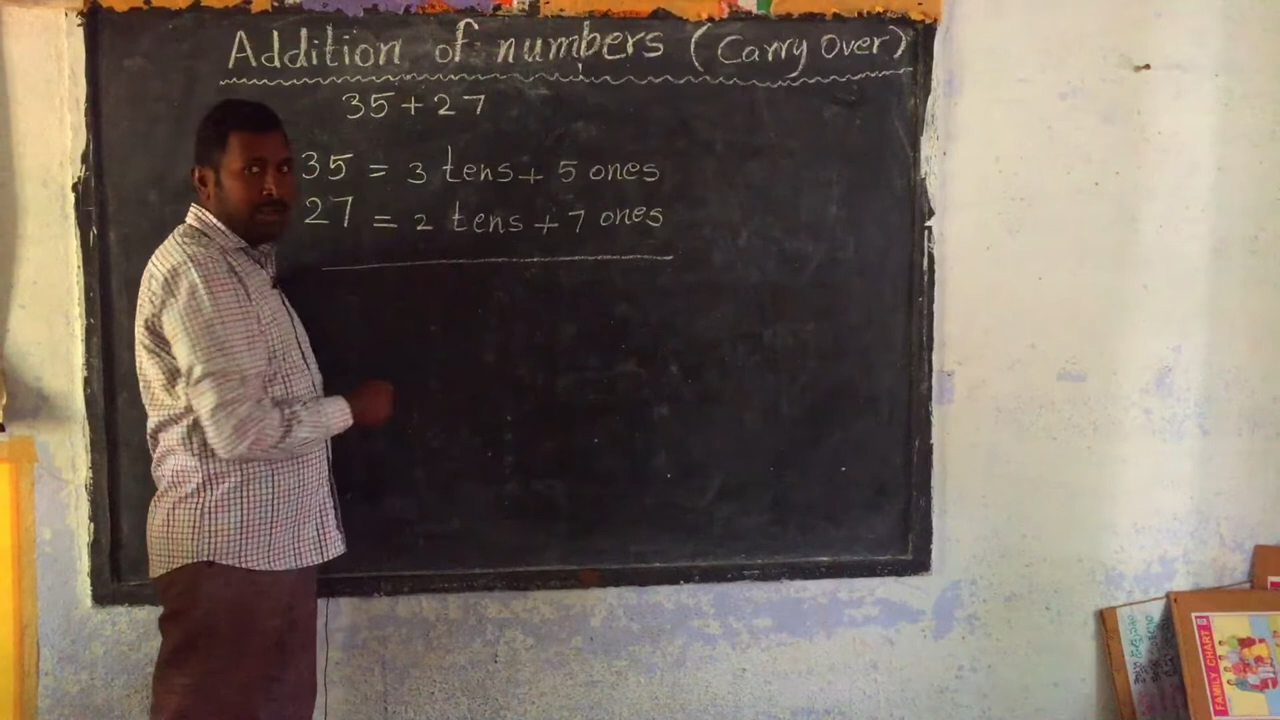 Addition of numbers (Carry Over)
35+27
35 = 3 tens + 5 ones
27 = 2 tens + 7 ones
FAMILY CHART